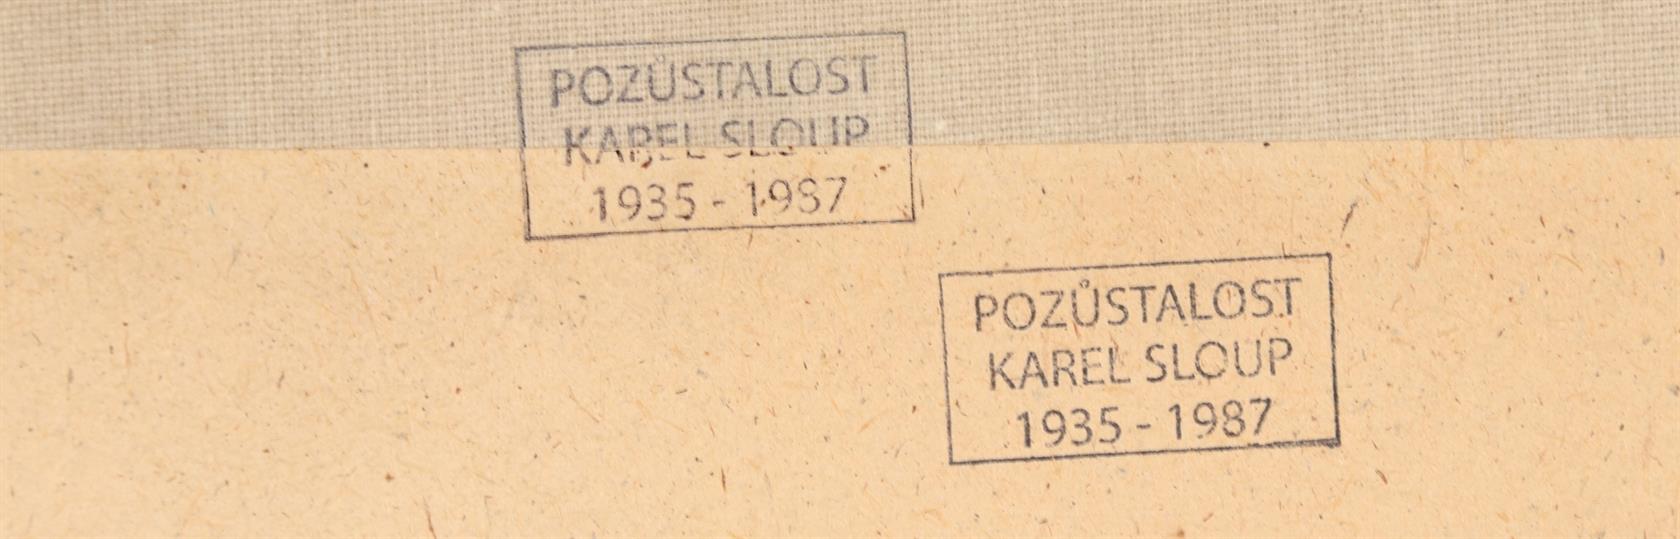 POZŮSTALOST
KAREL SLOUP
1935 - 1987
POZŮSTALOST
KAREL SLOUP
1935 - 1987